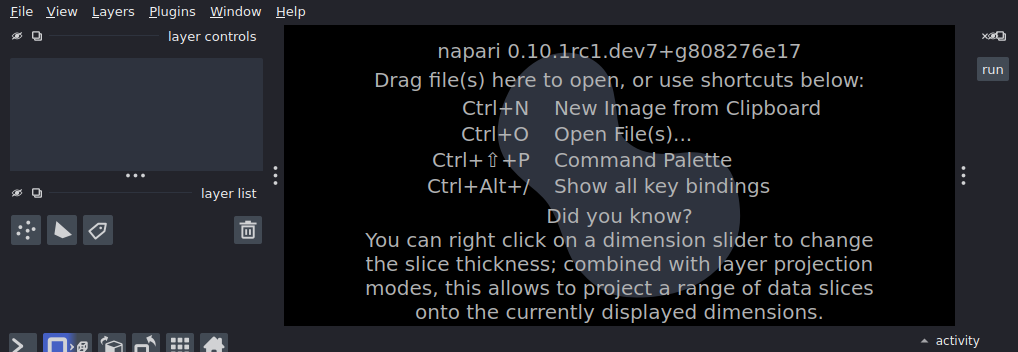 File View Layers Plugins Window Help
layer controls
napari 0.10.1rc1.dev7+g808276e17
Drag file(s) here to open, or use shortcuts below:
Ctrl+N New Image from Clipboard
Ctrl+O Open File(s)...
Ctrl+⇧+P Command Palette
Ctrl+Alt+/ Show all key bindings
Did you know?
You can right click on a dimension slider to change
the slice thickness; combined with layer projection
modes, this allows to project a range of data slices
onto the currently displayed dimensions.
run
layer list
activity